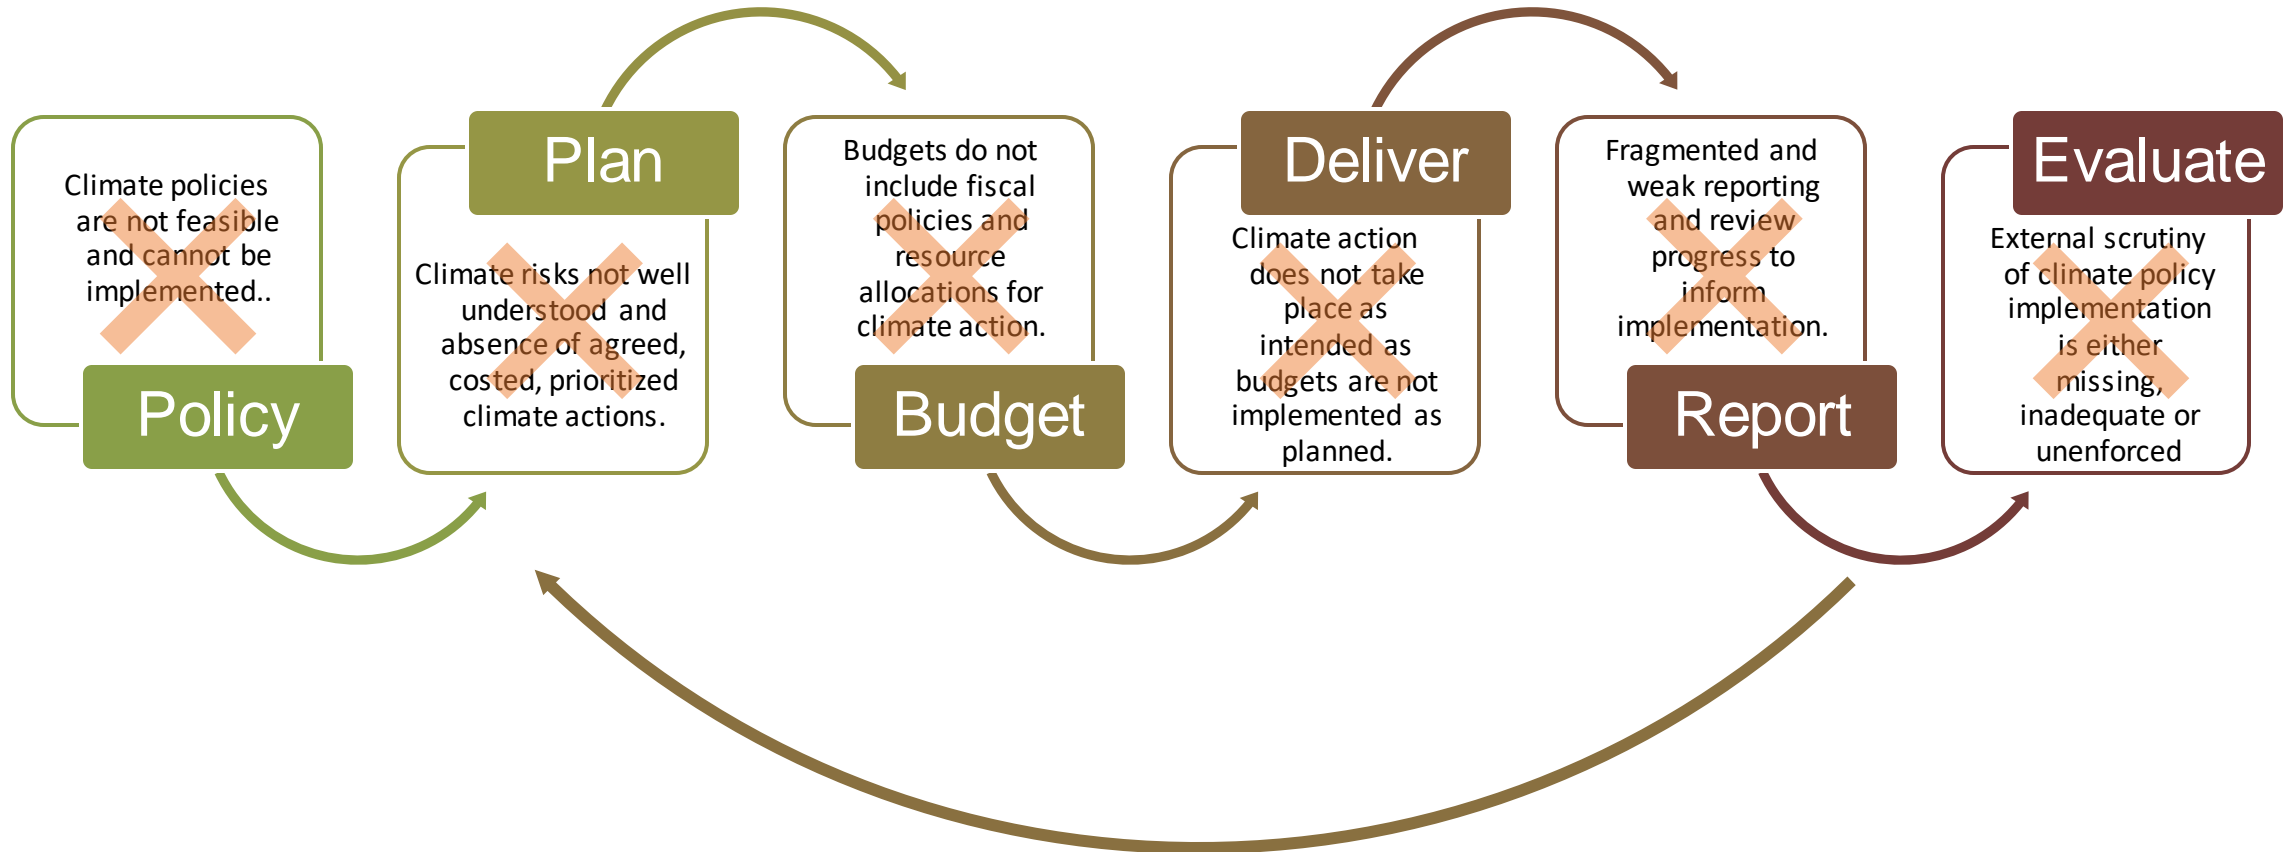 Climate policies
are not feasible
and cannot be
implemented..
Policy
Plan
Climate risks not well
understood and
absence of agreed,
costed, prioritized
climate actions.
Budgets do not
include fiscal
policies and
resource
allocations for
climate action.
Budget
Deliver
Climate action
does not take
place as
intended as
budgets are not
implemented as
planned.
Fragmented and
weak reporting
and review
progress to
inform
implementation.
Report
Evaluate
External scrutiny
of climate policy
implementation
is either
missing,
inadequate or
unenforced